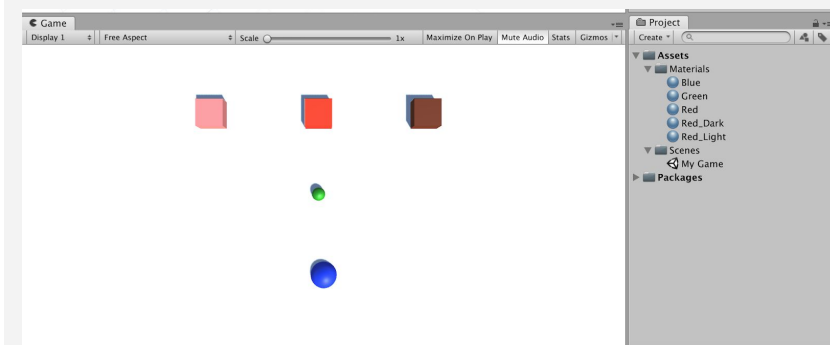 Game
Display 1 Free Aspect Scale 1x Maximize On Play Mute Audio Stats Gizmos
Project
Create
Assets
Materials
Blue
Green
Red
Red_Dark
Red_Light
Scenes
My Game
Packages